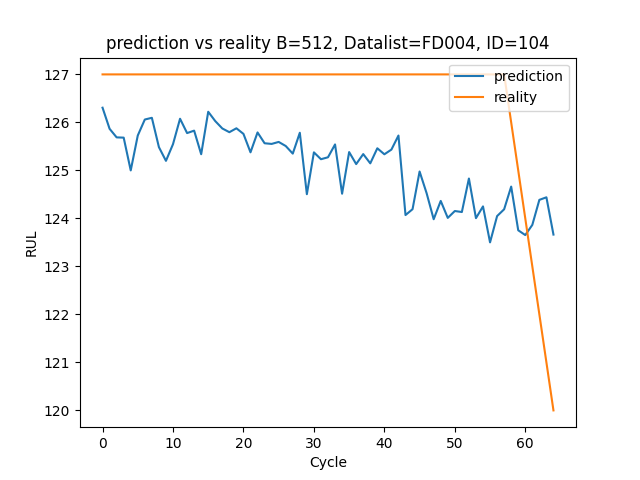 prediction vs reality B=512, Datalist=FD004, ID=104
127
126
125
124
123
122
121
120
RUL
0 10 20 30 40 50 60
Cycle
prediction
reality